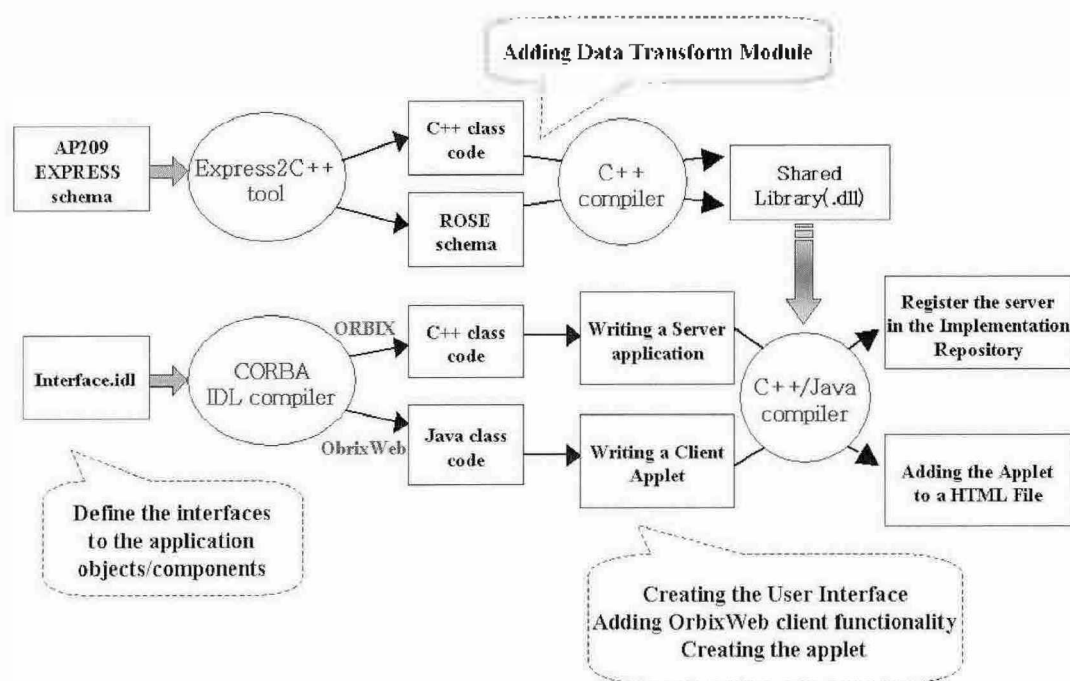 Adding Data Transform Module
AP209
EXPRESS
schema
Express2C++
tool
C++ class
code
ROSE
schema
C++
compiler
Shared
Library(.dll)
Interface.idl
CORBA
IDL compiler
ORBIX
ObrixWeb
C++ class
code
Java class
code
Writing a Server
application
Writing a Client
Applet
C++/Java
compiler
Register the server
in the Implementation
Repository
Adding the Applet
to a HTML File
Define the interfaces
to the application
objects/components
Creating the User Interface
Adding OrbixWeb client functionality
Creating the applet